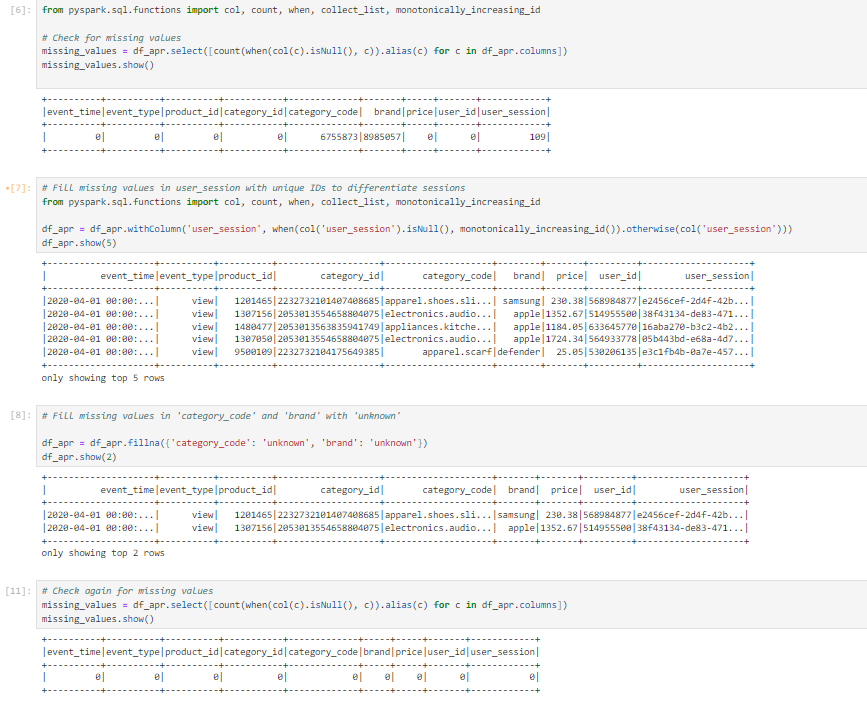 [6]: from pyspark.sql.functions import col, count, when, collect_list, monotonically_increasing_id
# Check for missing values
missing_values = df_apr.select([count(when(col(c).isNull(), c)).alias(c) for c in df_apr.columns])
missing_values.show()
+----------+----------+----------+-----------+-------------+-------+-----+-------+------------+
|event_time|event_type|product_id|category_id|category_code|  brand|price|user_id|user_session|
+----------+----------+----------+-----------+-------------+-------+-----+-------+------------+
|         0|         0|         0|          0|      6755873|8985057|    0|      0|         109|
+----------+----------+----------+-----------+-------------+-------+-----+-------+------------+
•[7]: # Fill missing values in user_session with unique IDs to differentiate sessions
from pyspark.sql.functions import col, count, when, collect_list, monotonically_increasing_id
df_apr = df_apr.withColumn('user_session', when(col('user_session').isNull(), monotonically_increasing_id()).otherwise(col('user_session')))
df_apr.show(5)
+--------------------+----------+----------+-------------------+--------------------+--------+-------+---------+--------------------+
|          event_time|event_type|product_id|        category_id|       category_code|   brand|  price|  user_id|        user_session|
+--------------------+----------+----------+-------------------+--------------------+--------+-------+---------+--------------------+
|2020-04-01 00:00:...|      view|   1201465|2232732101407408685|apparel.shoes.sli...| samsung| 230.38|568984877|e2456cef-2d4f-42b...|
|2020-04-01 00:00:...|      view|   1307156|2053013554658804075|electronics.audio...|   apple|1352.67|514955500|38f43134-de83-471...|
|2020-04-01 00:00:...|      view|   1480477|2053013563835941749|appliances.kitche...|   apple|1184.05|633645770|16aba270-b3c2-4b2...|
|2020-04-01 00:00:...|      view|   1307050|2053013554658804075|electronics.audio...|   apple|1724.34|564933778|05b443bd-e68a-4d7...|
|2020-04-01 00:00:...|      view|   9500109|2232732104175649385|       apparel.scarf|defender|  25.05|530206135|e3c1fb4b-0a7e-457...|
+--------------------+----------+----------+-------------------+--------------------+--------+-------+---------+--------------------+
only showing top 5 rows
[8]: # Fill missing values in 'category_code' and 'brand' with 'unknown'
df_apr = df_apr.fillna({'category_code': 'unknown', 'brand': 'unknown'})
df_apr.show(2)
+--------------------+----------+----------+-------------------+--------------------+-------+-------+---------+--------------------+
|          event_time|event_type|product_id|        category_id|       category_code|  brand|  price|  user_id|        user_session|
+--------------------+----------+----------+-------------------+--------------------+-------+-------+---------+--------------------+
|2020-04-01 00:00:...|      view|   1201465|2232732101407408685|apparel.shoes.sli...|samsung| 230.38|568984877|e2456cef-2d4f-42b...|
|2020-04-01 00:00:...|      view|   1307156|2053013554658804075|electronics.audio...|  apple|1352.67|514955500|38f43134-de83-471...|
+--------------------+----------+----------+-------------------+--------------------+-------+-------+---------+--------------------+
only showing top 2 rows
[11]: # Check again for missing values
missing_values = df_apr.select([count(when(col(c).isNull(), c)).alias(c) for c in df_apr.columns])
missing_values.show()
+----------+----------+----------+-----------+-------------+-----+-----+-------+------------+
|event_time|event_type|product_id|category_id|category_code|brand|price|user_id|user_session|
+----------+----------+----------+-----------+-------------+-----+-----+-------+------------+
|         0|         0|         0|          0|            0|    0|    0|      0|           0|
+----------+----------+----------+-----------+-------------+-----+-----+-------+------------+